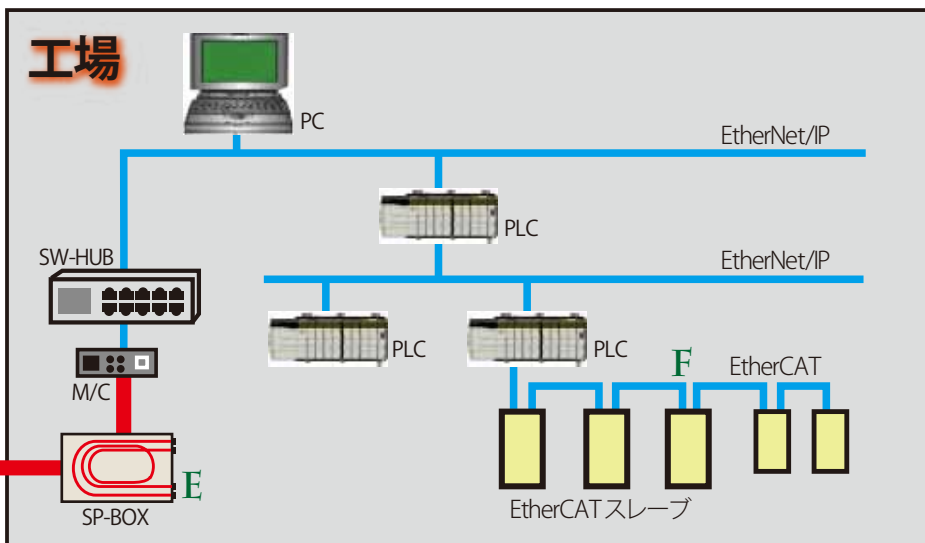 工場
PC
EtherNet/IP
PLC
SW-HUB
EtherNet/IP
PLC
PLC
F
EtherCAT
M/C
E
SP-BOX
EtherCATスレーブ